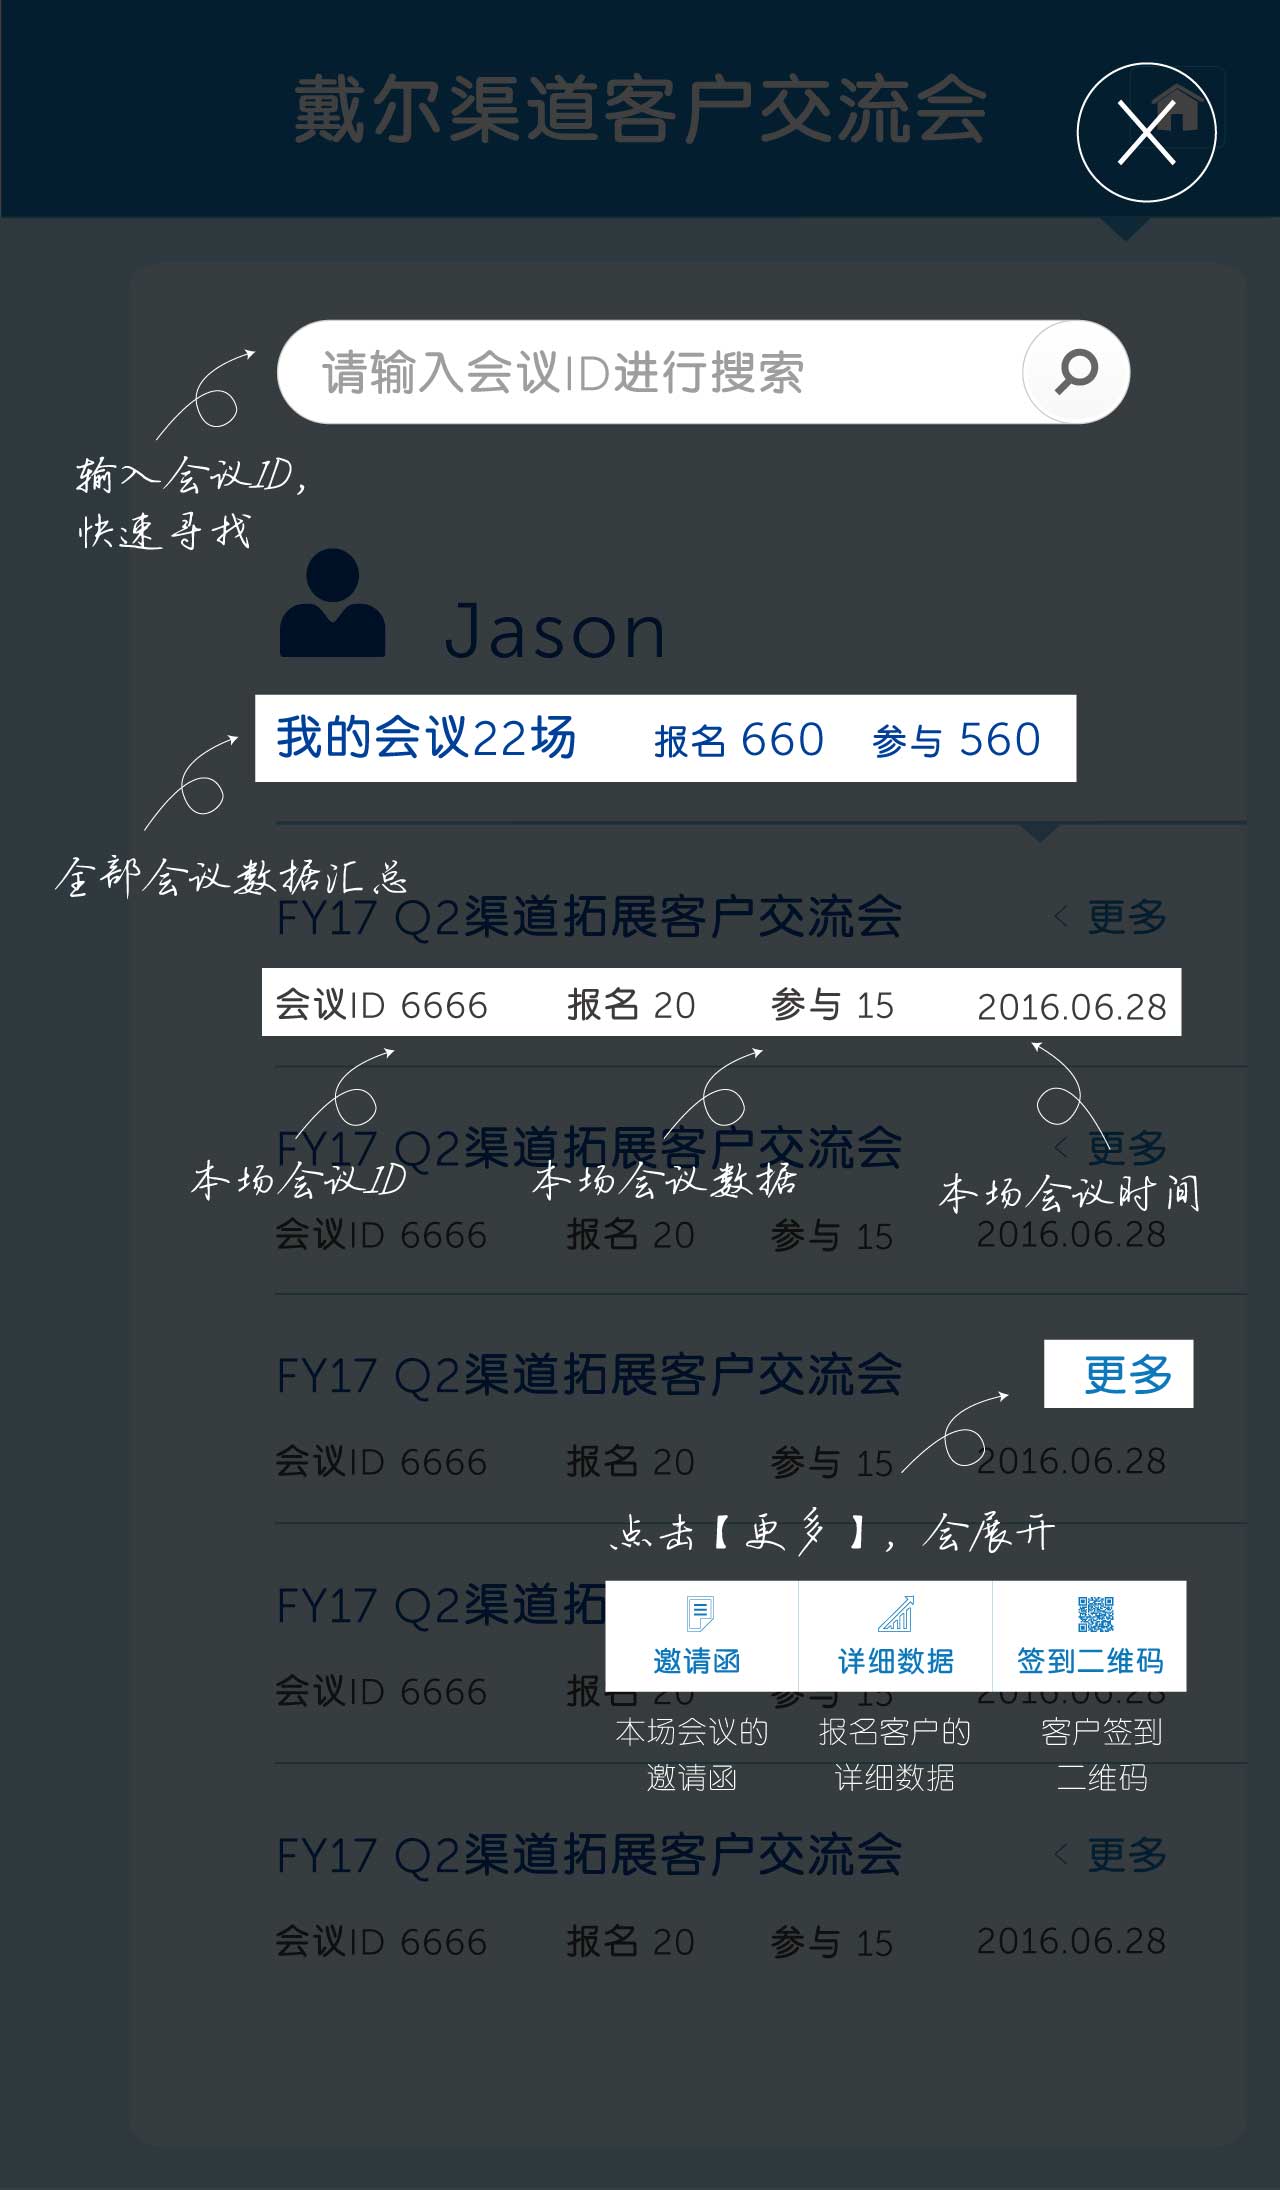 戴尔渠道客户交流会
请输入会议ID进行搜索
输入会议ID，
快速寻找
Jason
我的会议22场 报名 660 参与 560
全部会议数据汇总
FY17 Q2渠道拓展客户交流会 < 更多
会议ID 6666 报名 20 参与 15 2016.06.28
FY17 Q2渠道拓展客户交流会 < 更多
本场会议ID 本场会议数据 本场会议时间
会议ID 6666 报名 20 参与 15 2016.06.28
FY17 Q2渠道拓展客户交流会 更多
会议ID 6666 报名 20 参与 15 2016.06.28
点击【更多】，会展开
FY17 Q2渠道拓
邀请函 详细数据 签到二维码
会议ID 6666 报名 20 参与 15 2016.06.28
本场会议的 报名客户的 客户签到
邀请函 详细数据 二维码
FY17 Q2渠道拓展客户交流会 < 更多
会议ID 6666 报名 20 参与 15 2016.06.28